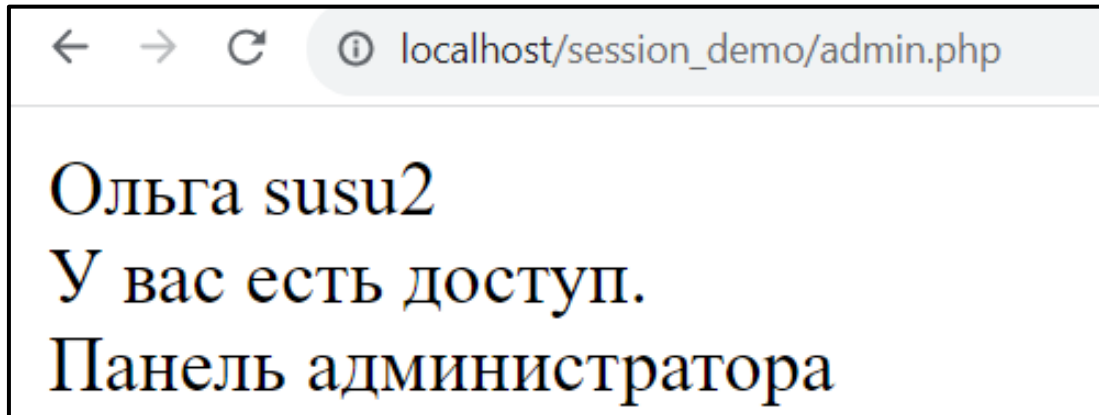 localhost/session_demo/admin.php
Ольга susu2
У вас есть доступ.
Панель администратора